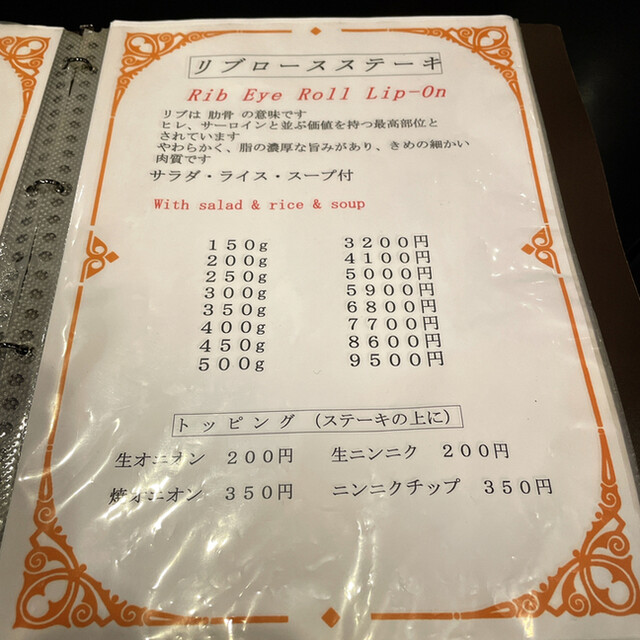 リブロースステーキ
Rib Eye Roll Lip-On
リブは 肋骨 の意味です
ヒレ、サーロインと並ぶ価値を持つ最高部位と
されています
やわらかく、脂の濃厚な旨みがあり、きめの細かい
肉質です
サラダ・ライス・スープ付
With salad & rice & soup
１５０ｇ ３２００円
２００ｇ ４１００円
２５０ｇ ５０００円
３００ｇ ５９００円
３５０ｇ ６８００円
４００ｇ ７７００円
４５０ｇ ８６００円
５００ｇ ９５００円
トッピング （ステーキの上に）
生オニオン ２００円 生ニンニク ２００円
焼オニオン ３５０円 ニンニクチップ ３５０円